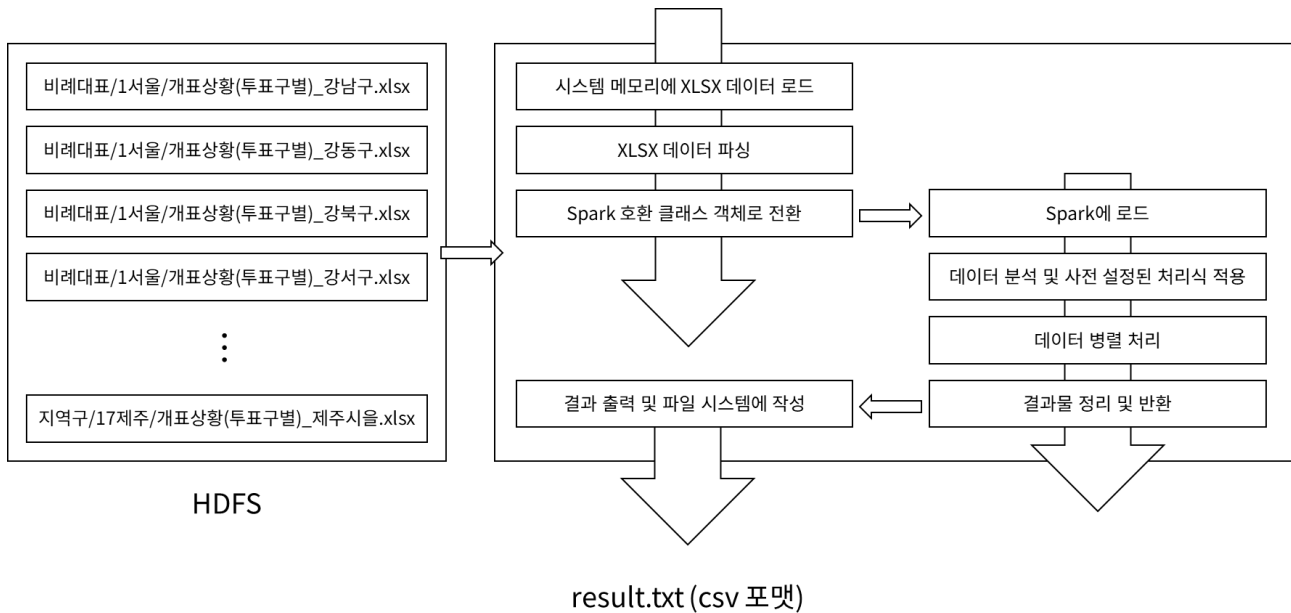 비례대표/1서울/개표상황(투표구별)_강남구.xlsx
비례대표/1서울/개표상황(투표구별)_강동구.xlsx
비례대표/1서울/개표상황(투표구별)_강북구.xlsx
비례대표/1서울/개표상황(투표구별)_강서구.xlsx
⋮
지역구/17제주/개표상황(투표구별)_제주시을.xlsx
HDFS
시스템 메모리에 XLSX 데이터 로드
XLSX 데이터 파싱
Spark 호환 클래스 객체로 전환
Spark에 로드
데이터 분석 및 사전 설정된 처리식 적용
데이터 병렬 처리
결과물 정리 및 반환
결과 출력 및 파일 시스템에 작성
result.txt (csv 포맷)